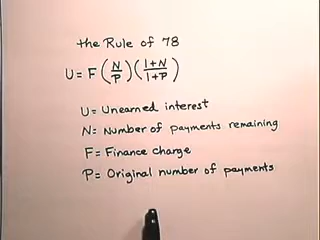 the Rule of 78
U = F (N/P) (1+N/1+P)
U = Unearned interest
N = Number of payments remaining
F = Finance charge
P = Original number of payments